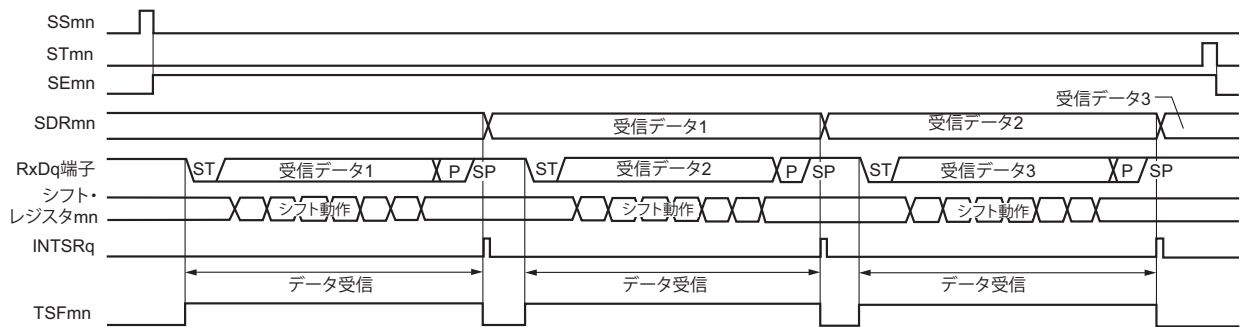 SSmn
STmn
SEmn
受信データ3
SDRmn 受信データ1 受信データ2
RxDq端子 ST 受信データ1 P SP ST 受信データ2 P SP ST 受信データ3 P SP
シフト・
レジスタmn シフト動作 シフト動作 シフト動作
INTSRq
データ受信 データ受信 データ受信
TSFmn